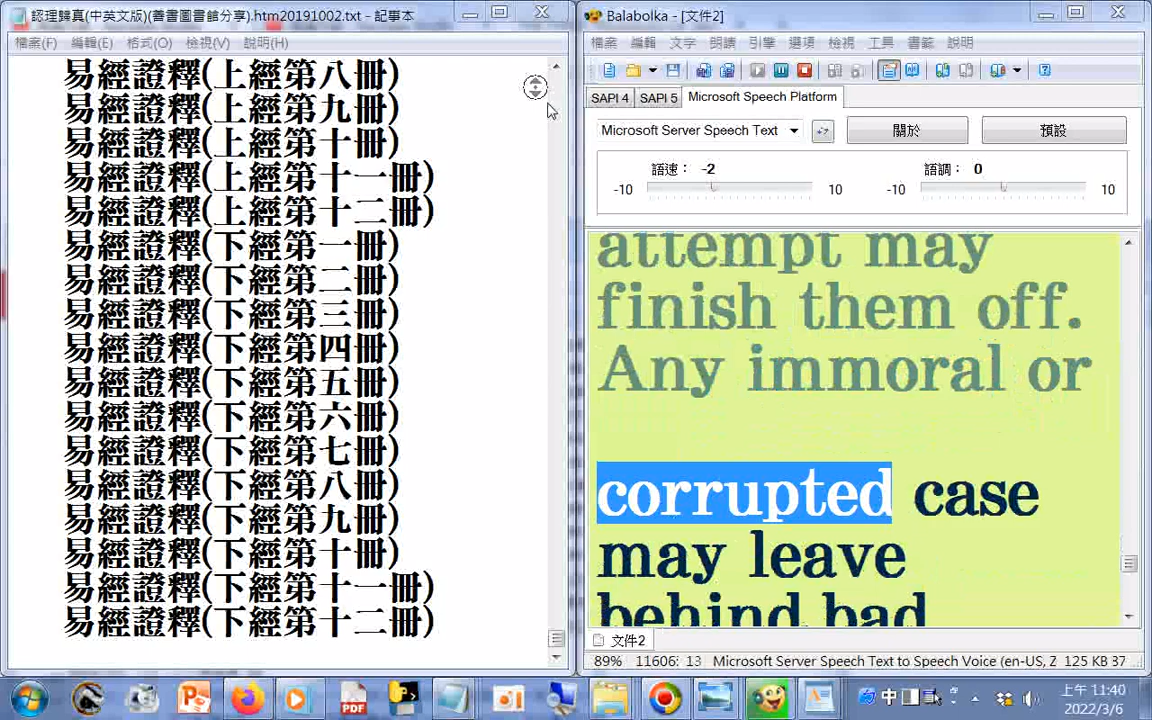 認理歸真(中英文版)(善書圖書館分享).htm20191002.txt - 記事本
檔案(F) 編輯(E) 格式(O) 檢視(V) 說明(H)
易經證釋(上經第八冊)
易經證釋(上經第九冊)
易經證釋(上經第十冊)
易經證釋(上經第十一冊)
易經證釋(上經第十二冊)
易經證釋(下經第一冊)
易經證釋(下經第二冊)
易經證釋(下經第三冊)
易經證釋(下經第四冊)
易經證釋(下經第五冊)
易經證釋(下經第六冊)
易經證釋(下經第七冊)
易經證釋(下經第八冊)
易經證釋(下經第九冊)
易經證釋(下經第十冊)
易經證釋(下經第十一冊)
易經證釋(下經第十二冊)
Balabolka - [文件2]
檔案 編輯 文字 朗讀 引擎 選項 檢視 工具 書籤 說明
SAPI 4 SAPI 5 Microsoft Speech Platform
Microsoft Server Speech Text 關於 預設
語速： -2 語調： 0
-10 10 -10 10
attempt may
finish them off.
Any immoral or
corrupted case
may leave
behind bad
文件2
89% 11606: 13 Microsoft Server Speech Text to Speech Voice (en-US, Z 125 KB 37
PDF 中 上午 11:40
2022/3/6